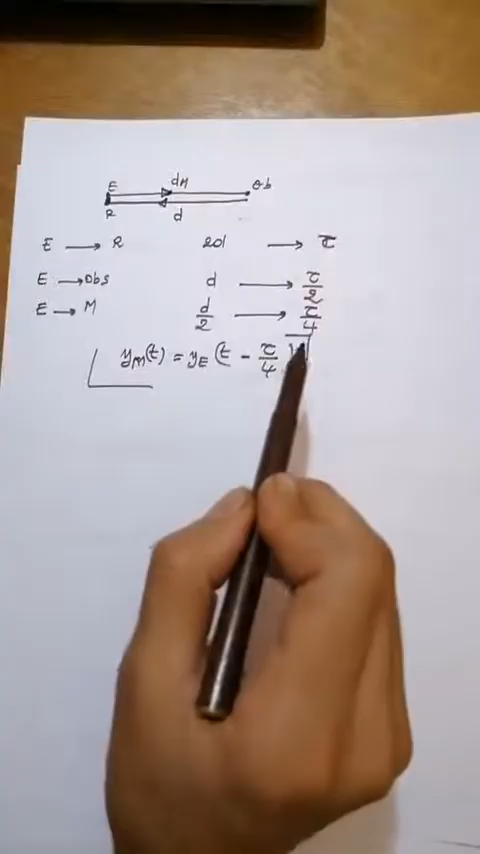 E dM Ob
R d
E → R 2d → τ
E → Obs d → τ/2
E → M d/2 → τ/4
y_M(t) = y_E(t - τ/4